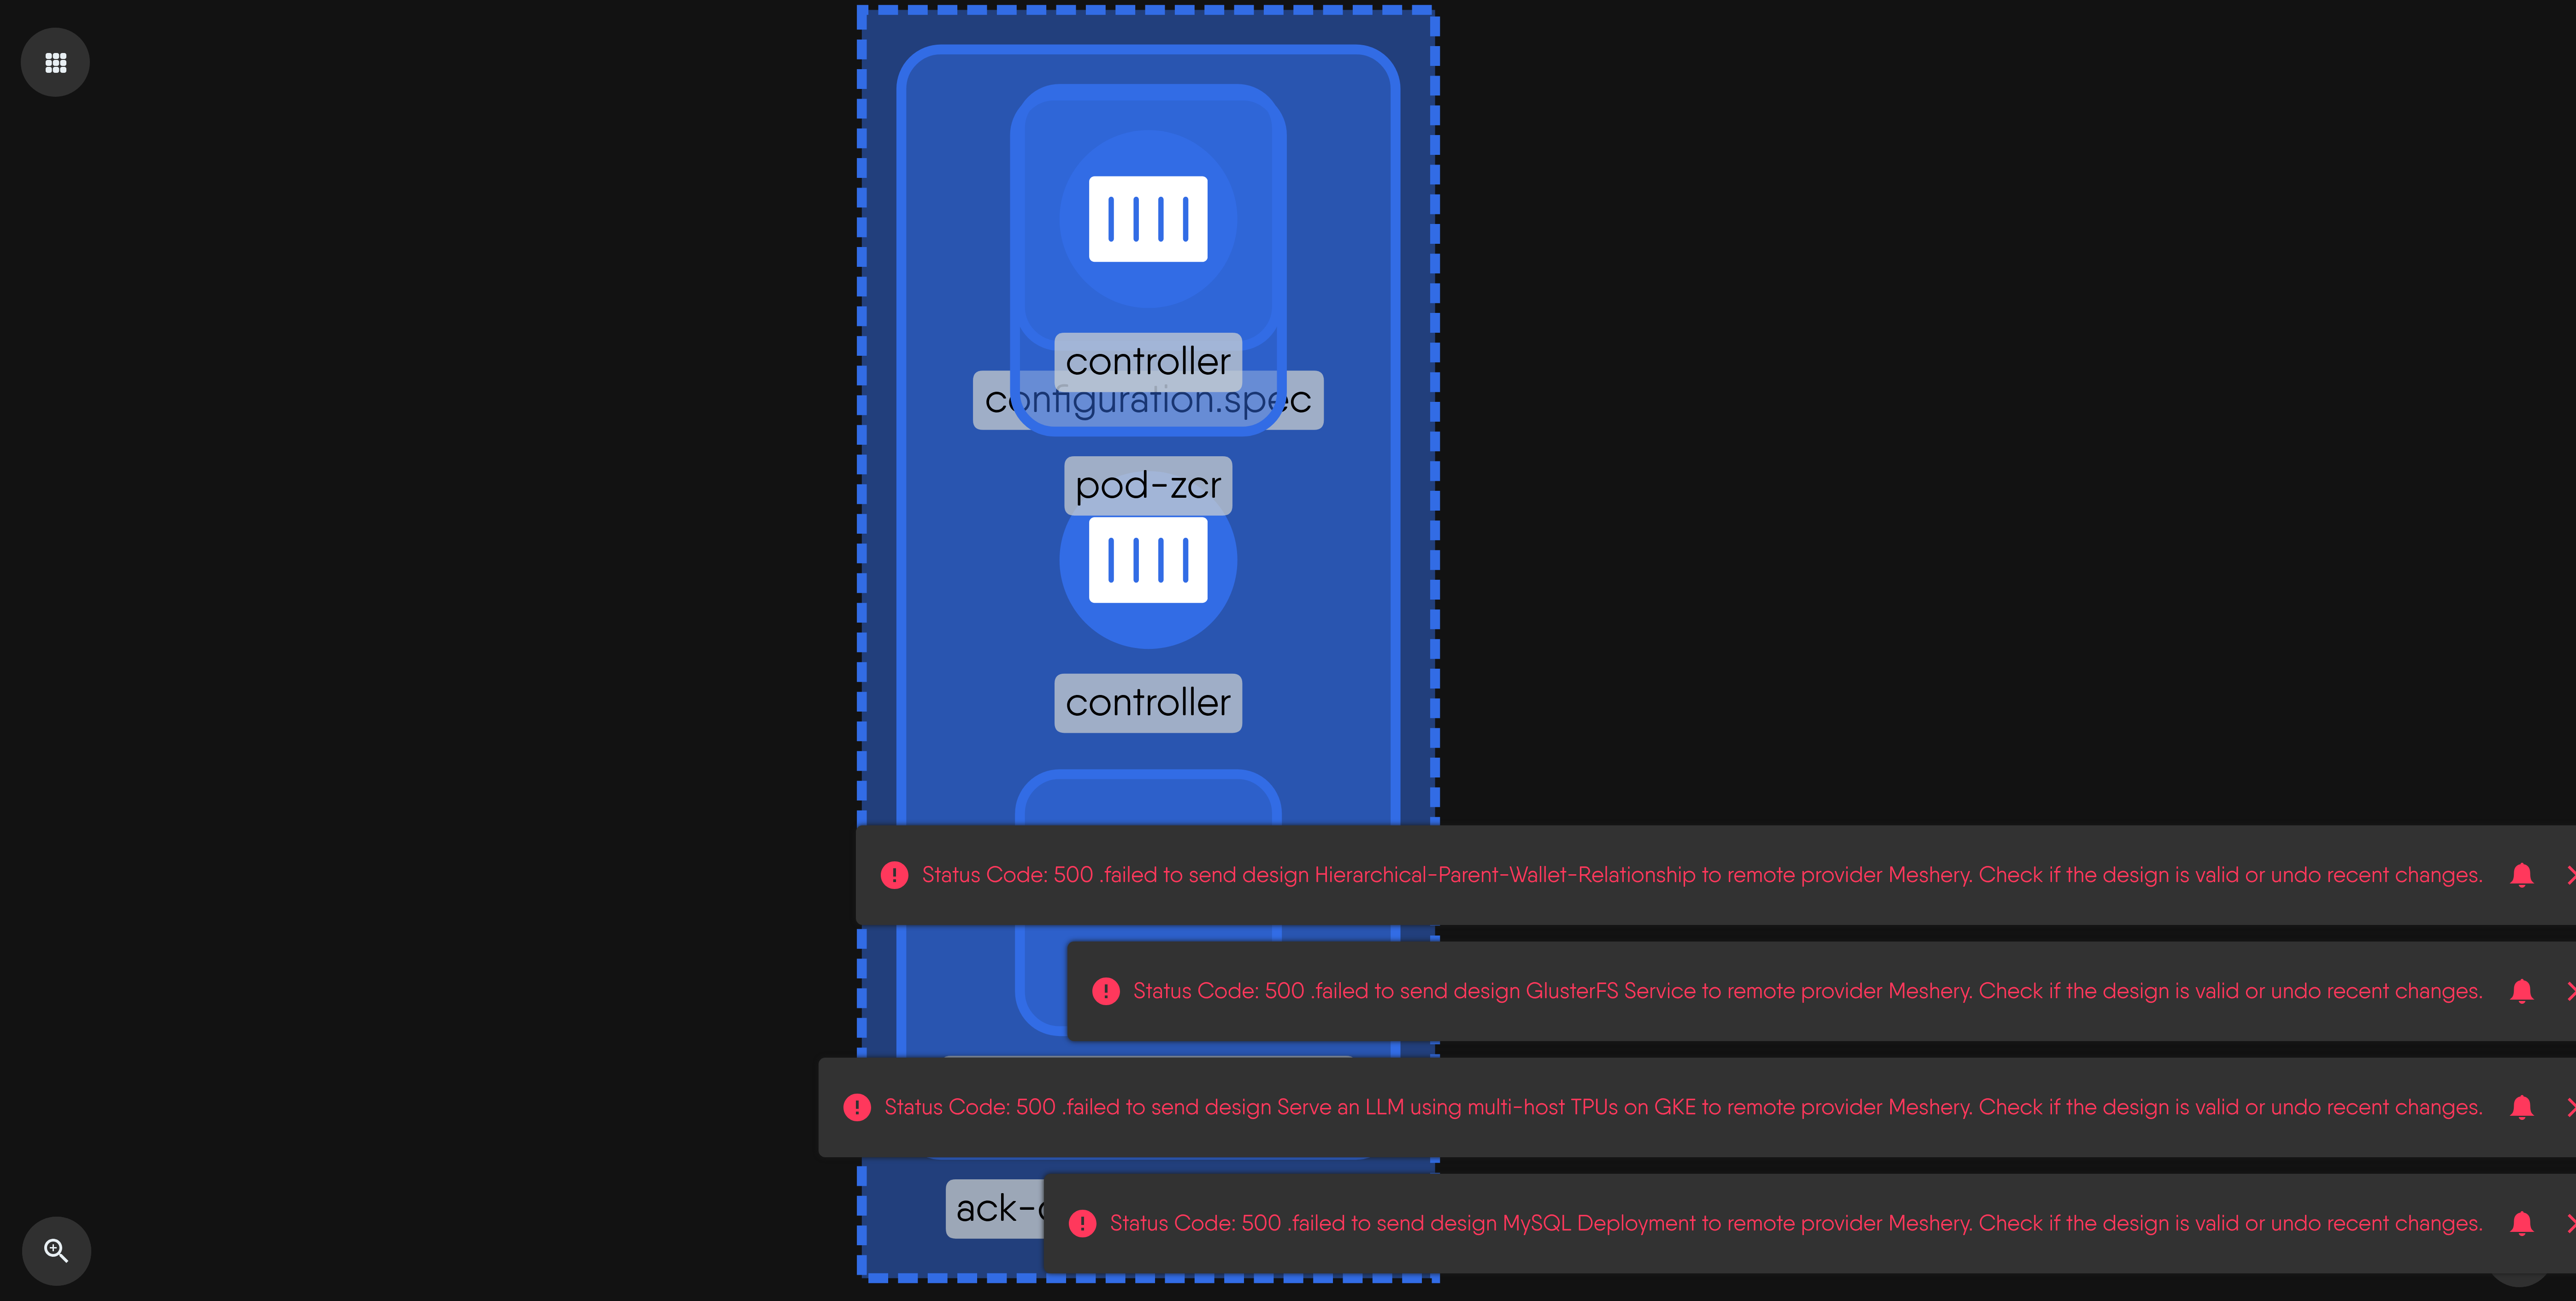 controller
configuration.spec
pod-zcr
controller
Status Code: 500 .failed to send design Hierarchical-Parent-Wallet-Relationship to remote provider Meshery. Check if the design is valid or undo recent changes.
Status Code: 500 .failed to send design GlusterFS Service to remote provider Meshery. Check if the design is valid or undo recent changes.
Status Code: 500 .failed to send design Serve an LLM using multi-host TPUs on GKE to remote provider Meshery. Check if the design is valid or undo recent changes.
ack-
Status Code: 500 .failed to send design MySQL Deployment to remote provider Meshery. Check if the design is valid or undo recent changes.